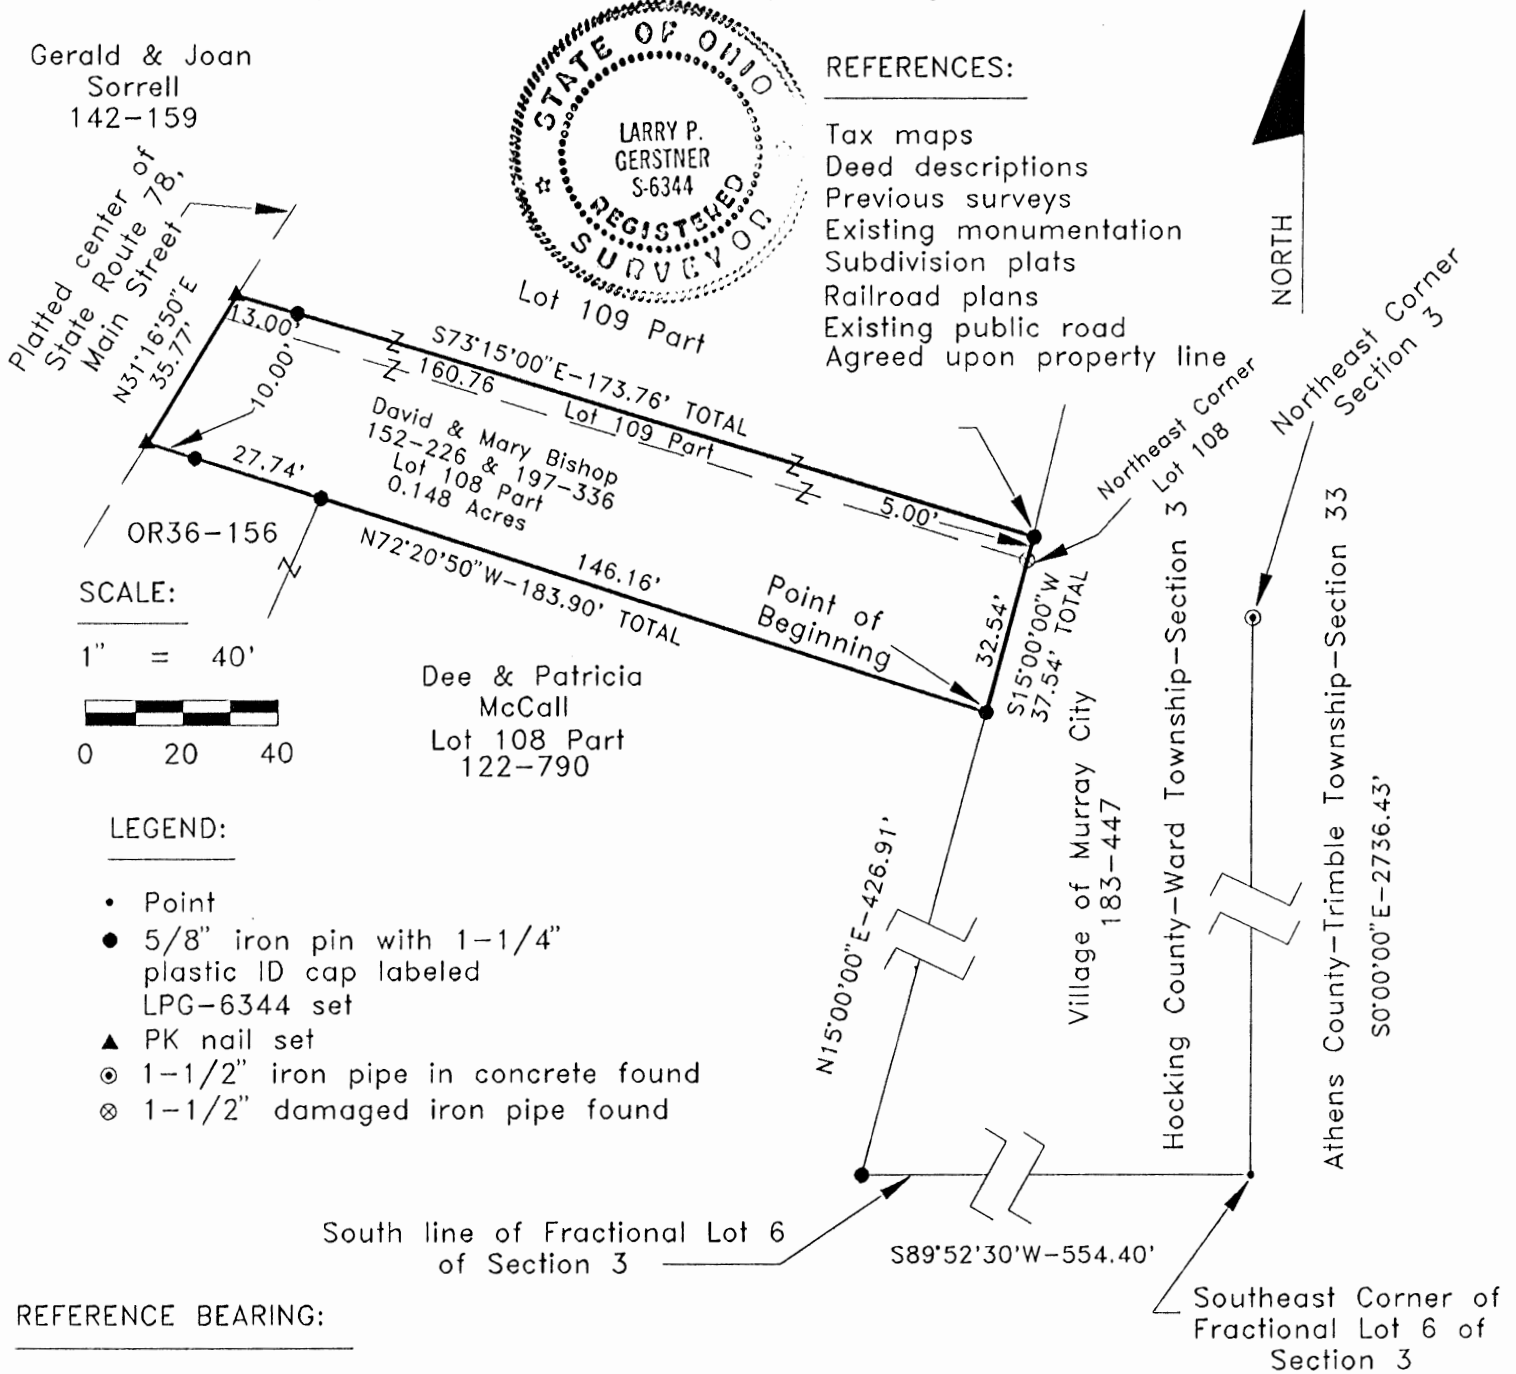 Gerald & Joan
Sorrell
142-159
Platted center of
State Route 78,
Main Street
STATE OF OHIO
LARRY P.
GERSTNER
S-6344
REGISTERED
SURVEYOR
REFERENCES:
Tax maps
Deed descriptions
Previous surveys
Existing monumentation
Subdivision plats
Railroad plans
Existing public road
Agreed upon property line
NORTH
Northeast Corner
Section 3
Northeast Corner
Lot 108
Lot 109 Part
N31°16'50"E
35.77'
13.00'
10.00'
S73°15'00"E-173.76' TOTAL
160.76
Lot 109 Part
5.00'
David & Mary Bishop
152-226 & 197-336
Lot 108 Part
0.148 Acres
27.74'
OR36-156
N72°20'50"W-183.90' TOTAL
146.16'
Point of
Beginning
32.54'
S15°00'00"W
37.54' TOTAL
SCALE:
1" = 40'
0 20 40
Dee & Patricia
McCall
Lot 108 Part
122-790
LEGEND:
Point
5/8" iron pin with 1-1/4"
plastic ID cap labeled
LPG-6344 set
PK nail set
1-1/2" iron pipe in concrete found
1-1/2" damaged iron pipe found
N15°00'00"E-426.91'
Village of Murray City
183-447
Hocking County-Ward Township-Section 3
Athens County-Trimble Township-Section 33
S0°00'00"E-2736.43'
South line of Fractional Lot 6
of Section 3
S89°52'30'W-554.40'
Southeast Corner of
Fractional Lot 6 of
Section 3
REFERENCE BEARING: